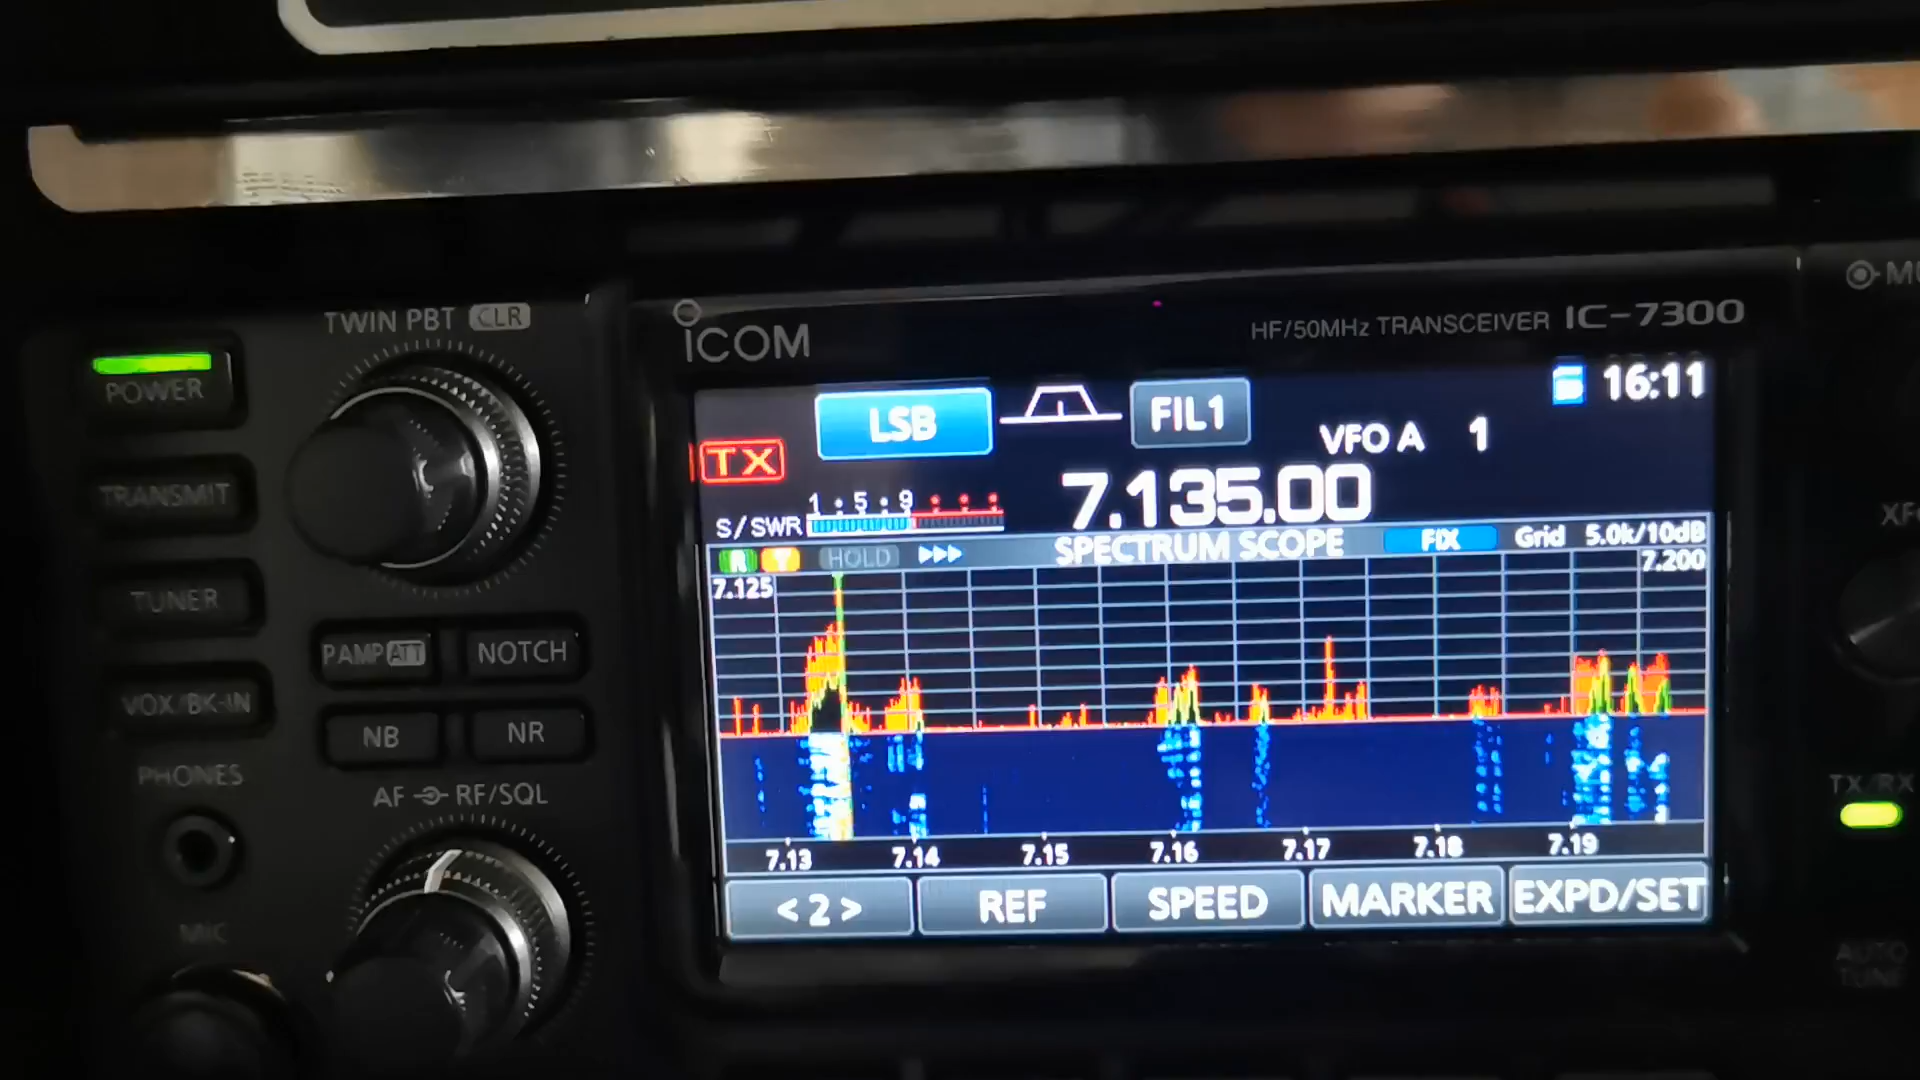 TWIN PBT CLR
POWER
TRANSMIT
TUNER
VOX/BK-IN
PAMP ATT
NOTCH
NB
NR
PHONES
AF RF/SQL
MIC
ICOM
HF/50MHz TRANSCEIVER IC-7300
LSB
FIL1
16:11
TX
VFO A 1
7.135.00
1 5 9
S/SWR
R T HOLD
SPECTRUM SCOPE
FIX
Grid 5.0k/10dB
7.125
7.200
7.13 7.14 7.15 7.16 7.17 7.18 7.19
<2>
REF
SPEED
MARKER
EXPD/SET
TX/RX
AUTO
TUNE